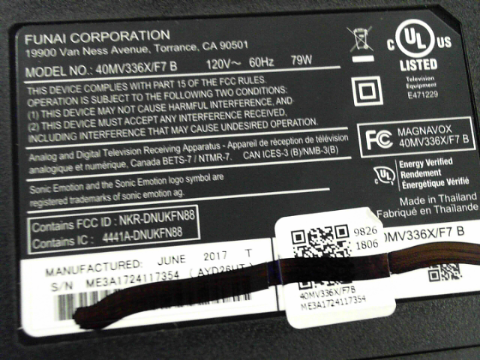 FUNAI CORPORATION
19900 Van Ness Avenue, Torrance, CA 90501
MODEL NO.: 40MV336X/F7 B 120V~ 60Hz 79W
THIS DEVICE COMPLIES WITH PART 15 OF THE FCC RULES.
OPERATION IS SUBJECT TO THE FOLLOWING TWO CONDITIONS:
(1) THIS DEVICE MAY NOT CAUSE HARMFUL INTERFERENCE, AND
(2) THIS DEVICE MUST ACCEPT ANY INTERFERENCE RECEIVED,
INCLUDING INTERFERENCE THAT MAY CAUSE UNDESIRED OPERATION.
Analog and Digital Television Receiving Apparatus - Appareil de réception de télévision
analogique et numérique, Canada BETS-7 / NTMR-7. CAN ICES-3 (B)/NMB-3(B)
Sonic Emotion and the Sonic Emotion logo symbol are
registered trademarks of sonic emotion ag.
Contains FCC ID : NKR-DNUKFN88
Contains IC : 4441A-DNUKFN88
C UL US
LISTED
Television
Equipment
E471229
FC MAGNAVOX
40MV336X/F7 B
Energy Verified
Rendement
Énergétique Vérifié
Made in Thailand
Fabriqué en Thaïlande
MANUFACTURED: JUNE 2017 T
S/N ME3A1724117354
9826
1806
40MV336X/F7B
ME3A1724117354
0MV336X/F7 B